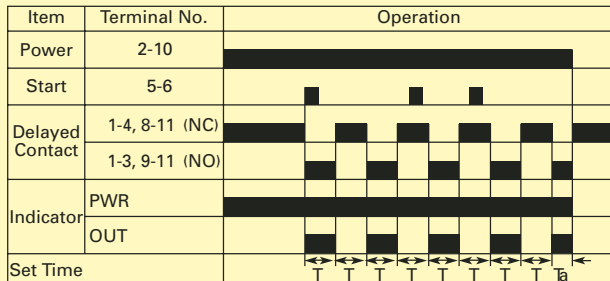 Item Terminal No. Operation
Power 2-10
Start 5-6
Delayed Contact 1-4, 8-11 (NC)
1-3, 9-11 (NO)
Indicator PWR
OUT
Set Time T T T T T T T T Ta